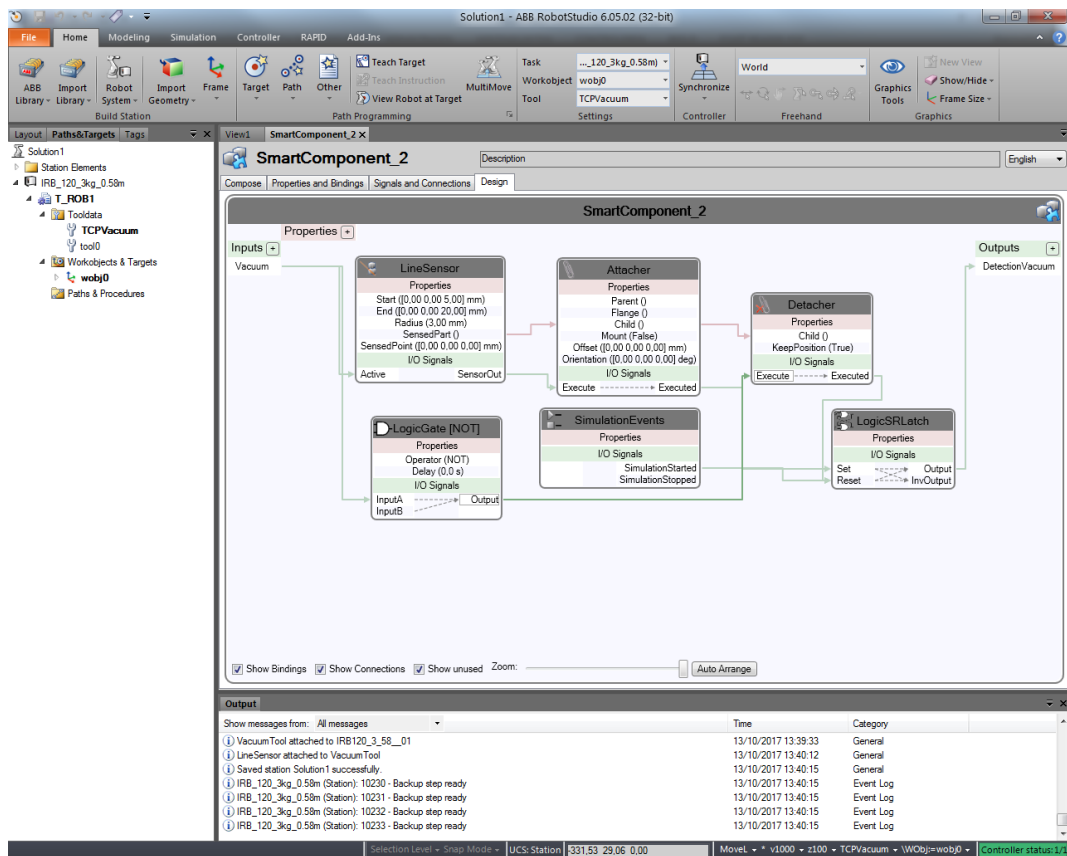 Solution1 - ABB RobotStudio 6.05.02 (32-bit)
File Home Modeling Simulation Controller RAPID Add-Ins
ABB Library
Import Library
Robot System
Import Geometry
Frame
Build Station
Target
Path
Other
Teach Target
Teach Instruction
View Robot at Target
MultiMove
Path Programming
Task ..._120_3kg_0.58m)
Workobject wobj0
Tool TCPVacuum
Settings
Synchronize
Controller
World
Freehand
Graphics Tools
New View
Show/Hide
Frame Size
Graphics
Layout Paths&Targets Tags
Solution1
Station Elements
IRB_120_3kg_0.58m
T_ROB1
Tooldata
TCPVacuum
tool0
Workobjects & Targets
wobj0
Paths & Procedures
View1 SmartComponent_2 X
SmartComponent_2
Description
English
Compose Properties and Bindings Signals and Connections Design
SmartComponent_2
Properties +
Inputs +
Vacuum
Outputs +
DetectionVacuum
LineSensor
Properties
Start ([0,00 0,00 5,00] mm)
End ([0,00 0,00 20,00] mm)
Radius (3,00 mm)
SensedPart ()
SensedPoint ([0,00 0,00 0,00] mm)
I/O Signals
Active SensorOut
Attacher
Properties
Parent ()
Flange ()
Child ()
Mount (False)
Offset ([0,00 0,00 0,00] mm)
Orientation ([0,00 0,00 0,00] deg)
I/O Signals
Execute Executed
Detacher
Properties
Child ()
KeepPosition (True)
I/O Signals
Execute Executed
LogicGate [NOT]
Properties
Operator (NOT)
Delay (0,0 s)
I/O Signals
InputA Output
InputB
SimulationEvents
Properties
I/O Signals
SimulationStarted
SimulationStopped
LogicSRLatch
Properties
I/O Signals
Set Output
Reset InvOutput
Show Bindings Show Connections Show unused Zoom: Auto Arrange
Output
Show messages from: All messages Time Category
VacuumTool attached to IRB120_3_58__01 13/10/2017 13:39:33 General
LineSensor attached to VacuumTool 13/10/2017 13:40:12 General
Saved station Solution1 successfully. 13/10/2017 13:40:15 General
IRB_120_3kg_0.58m (Station): 10230 - Backup step ready 13/10/2017 13:40:15 Event Log
IRB_120_3kg_0.58m (Station): 10231 - Backup step ready 13/10/2017 13:40:15 Event Log
IRB_120_3kg_0.58m (Station): 10232 - Backup step ready 13/10/2017 13:40:15 Event Log
IRB_120_3kg_0.58m (Station): 10233 - Backup step ready 13/10/2017 13:40:15 Event Log
Selection Level Snap Mode UCS: Station -331,53 29,06 0,00 MoveL * v1000 z100 TCPVacuum \WObj:=wobj0 Controller status: 1/1